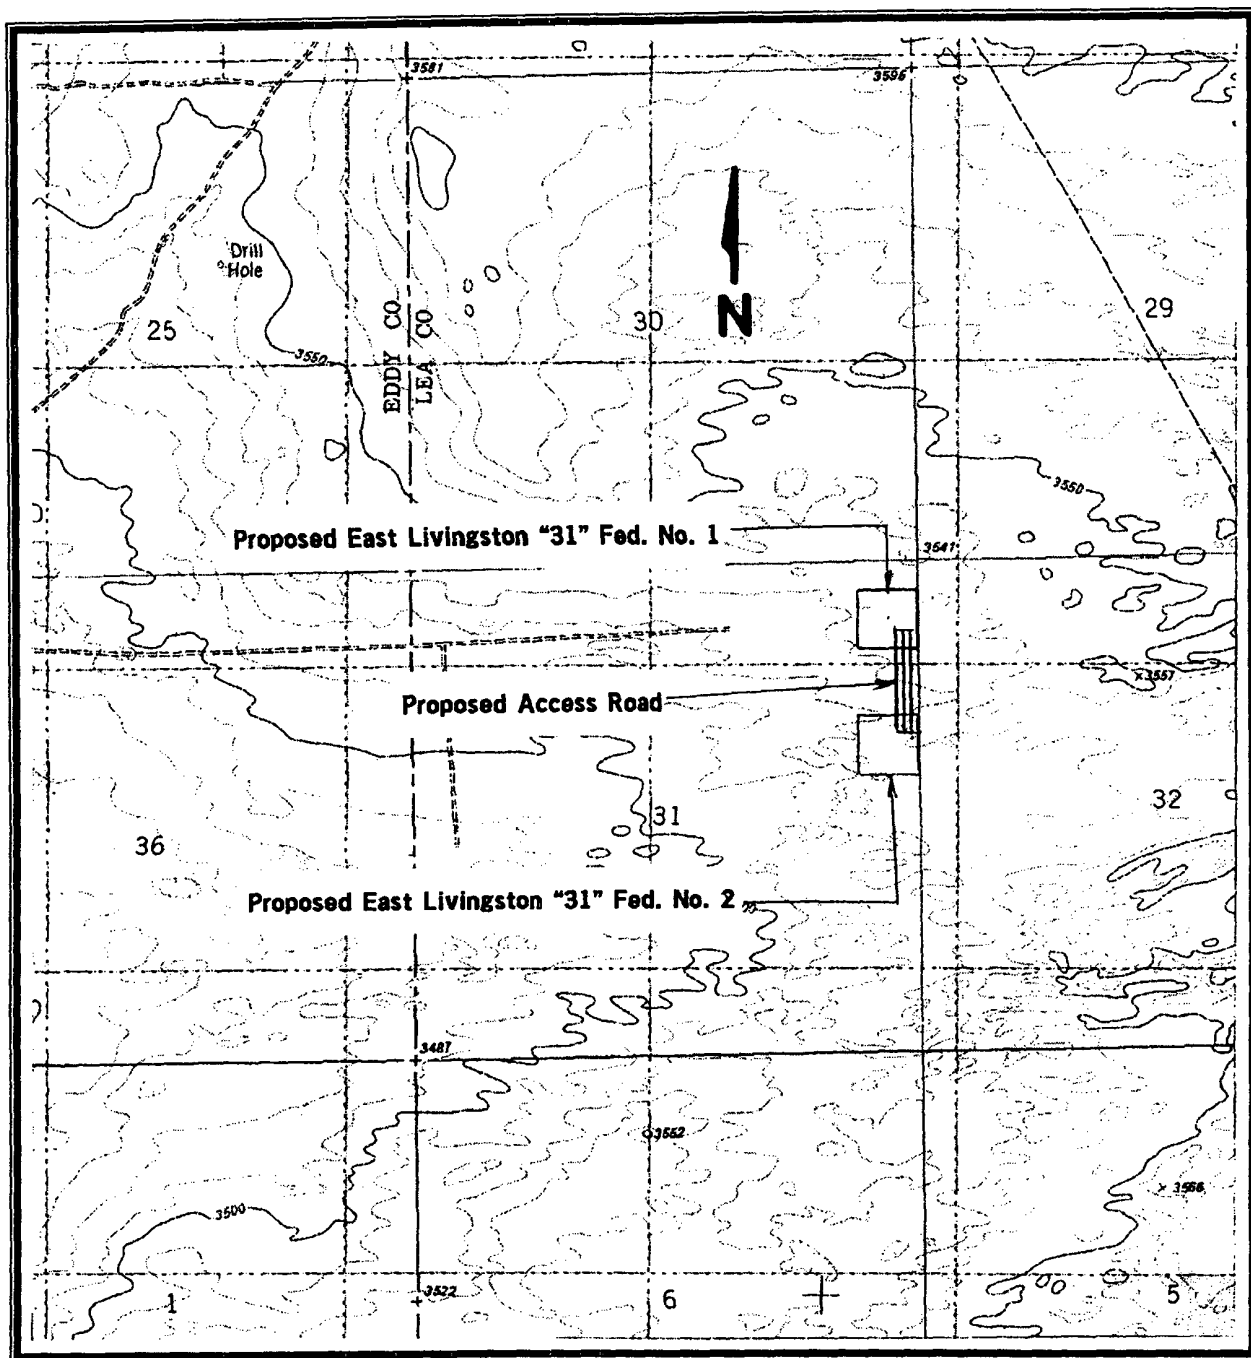 3581
3596
Drill
Hole
25
30
29
N
EDDY CO
LEA CO
3550
3550
Proposed East Livingston “31” Fed. No. 1
3541
3557
Proposed Access Road
36
31
32
Proposed East Livingston “31” Fed. No. 2
3487
3552
3566
3500
3522
1
6
5